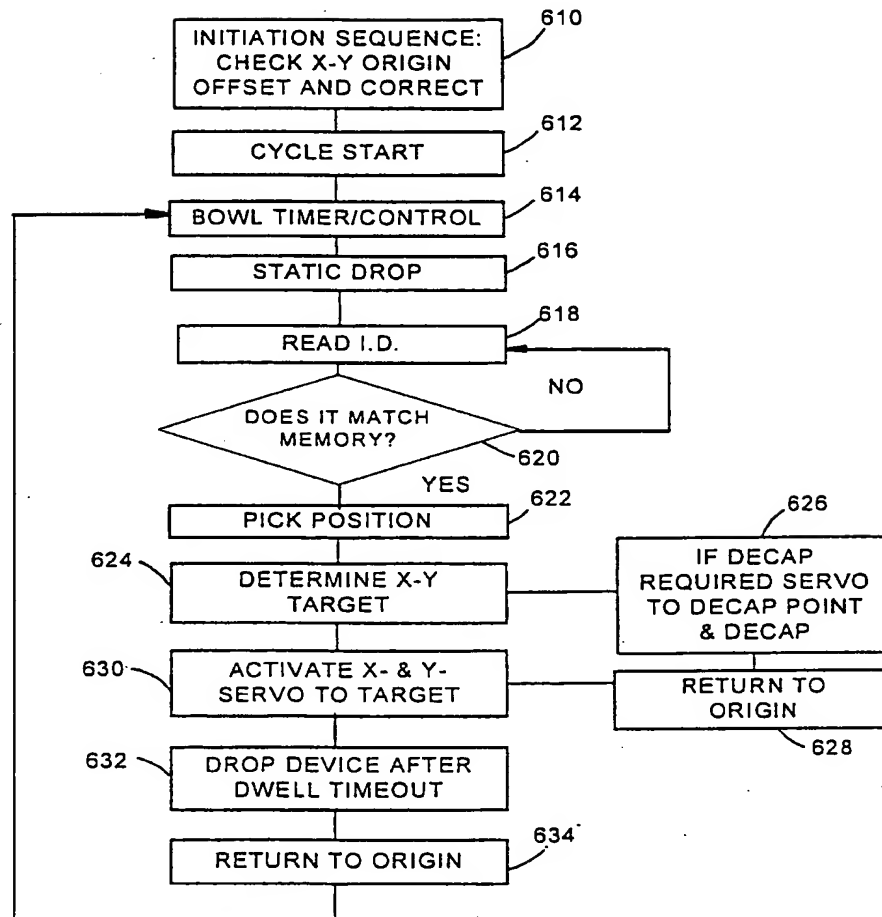 610
INITIATION SEQUENCE:
CHECK X-Y ORIGIN
OFFSET AND CORRECT
612
CYCLE START
614
BOWL TIMER/CONTROL
616
STATIC DROP
618
READ I.D.
NO
DOES IT MATCH
MEMORY?
620
YES
622
PICK POSITION
626
624
DETERMINE X-Y
TARGET
IF DECAP
REQUIRED SERVO
TO DECAP POINT
& DECAP
630
ACTIVATE X- & Y-
SERVO TO TARGET
RETURN TO
ORIGIN
628
632
DROP DEVICE AFTER
DWELL TIMEOUT
634
RETURN TO ORIGIN